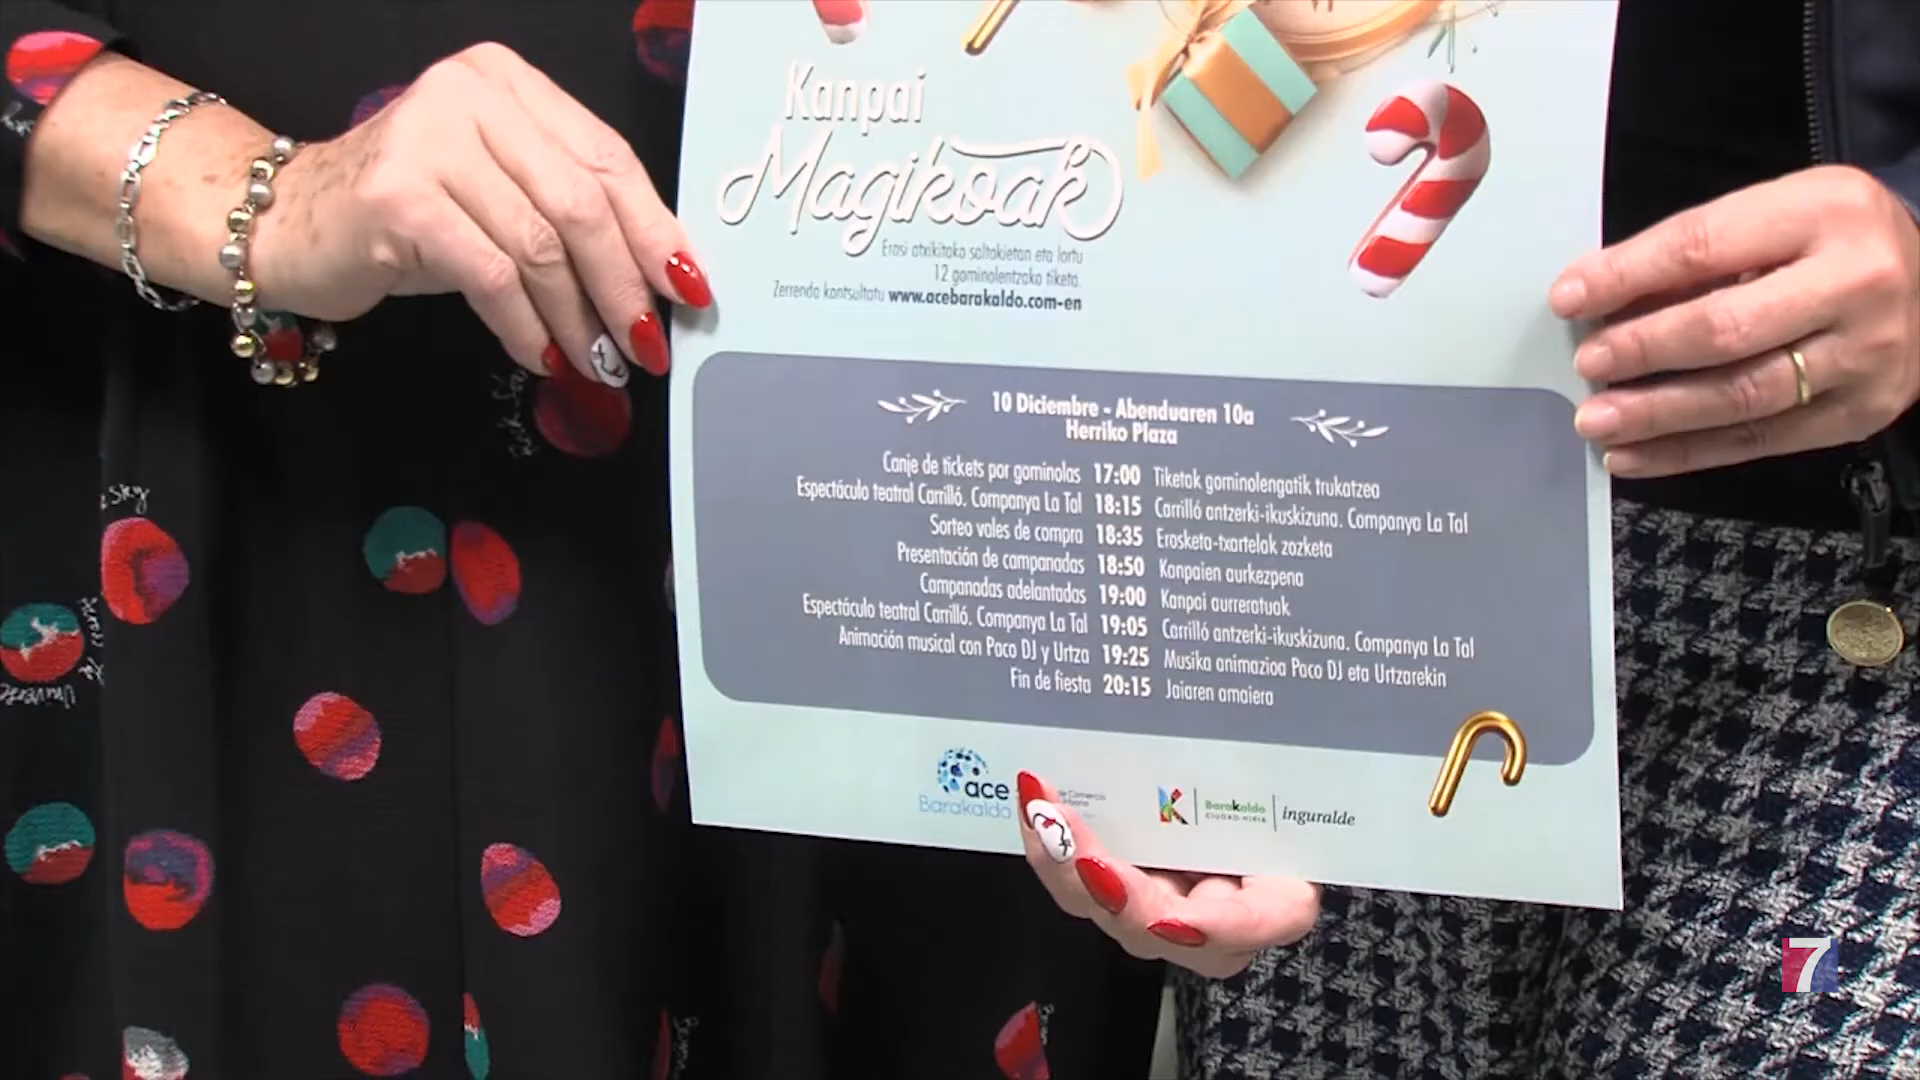 Kanpai
Magikoak
Erosi atxikitako saltokietan eta lortu
12 gominolentzako tiketa.
Zerrenda kontsultatu www.acebarakaldo.com-en
10 Diciembre - Abenduaren 10a
Herriko Plaza
Canje de tickets por gominolas 17:00 Tiketak gominolengatik trukatzea
Espectáculo teatral Carrilló. Companya La Tal 18:15 Carrilló antzerki-ikuskizuna. Companya La Tal
Sorteo vales de compra 18:35 Erosketa-txartelak zozketa
Presentación de campanadas 18:50 Kanpaien aurkezpena
Campanadas adelantadas 19:00 Kanpai aurreratuak
Espectáculo teatral Carrilló. Companya La Tal 19:05 Carrilló antzerki-ikuskizuna. Companya La Tal
Animación musical con Paco DJ y Urtza 19:25 Musika animazioa Paco DJ eta Urtzarekin
Fin de fiesta 20:15 Jaiaren amaiera
ace
Barakaldo
de Comercio
Barakaldo
inguralde
7